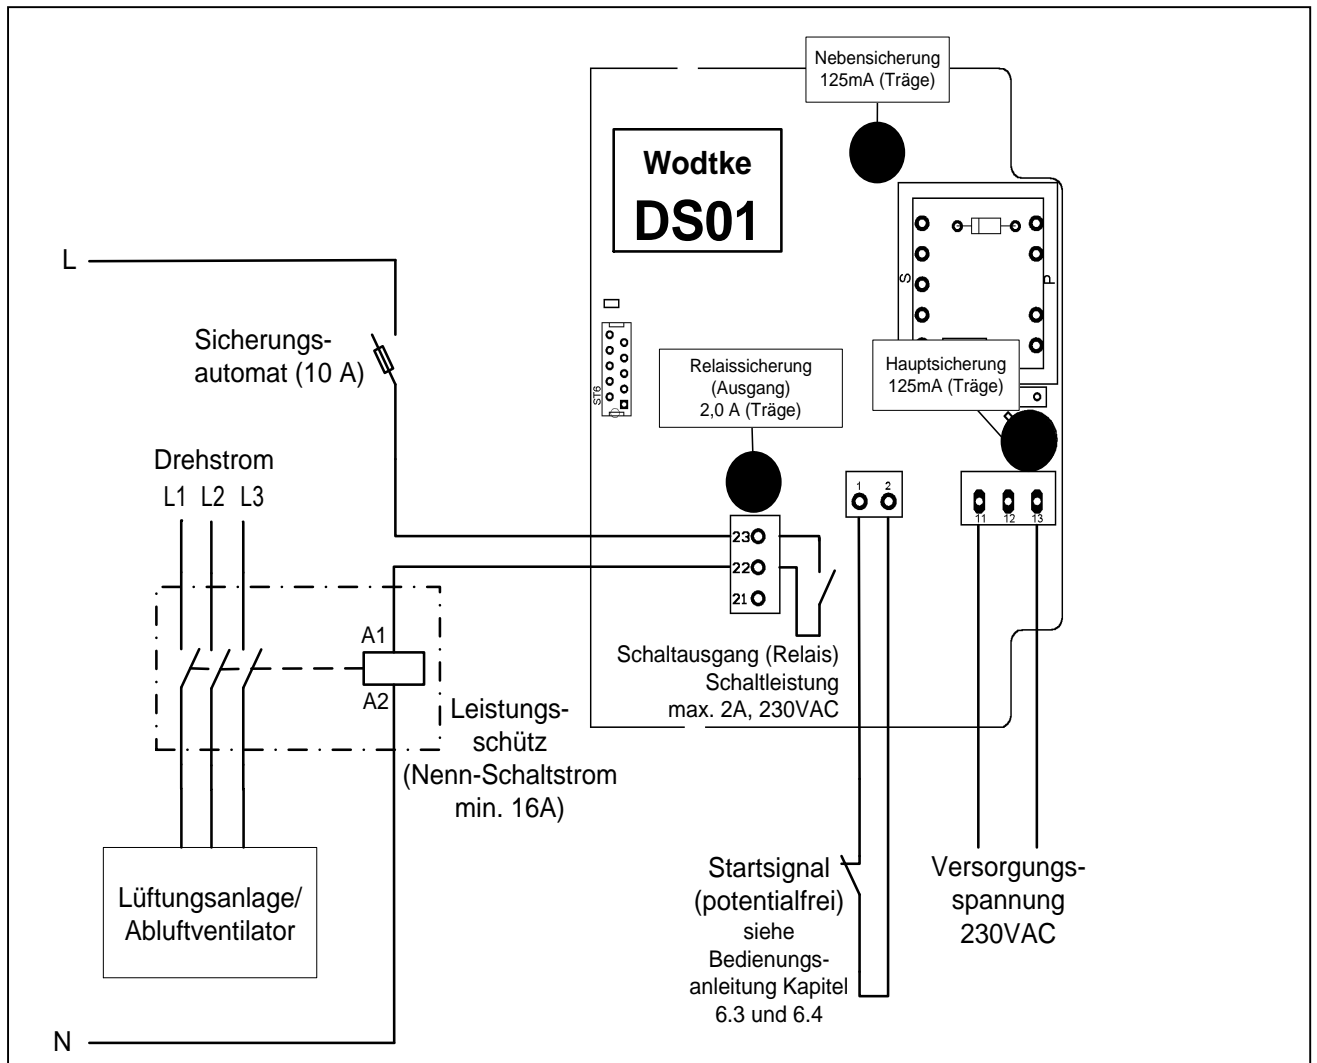 Nebensicherung
125mA (Träge)
Wodtke
DS01
L
S
P
Sicherungs-
automat (10 A)
ST6
Relaissicherung
(Ausgang)
2,0 A (Träge)
Hauptsicherung
125mA (Träge)
Drehstrom
L1 L2 L3
1 2
11 12 13
23
22
21
A1
A2
Schaltausgang (Relais)
Schaltleistung
max. 2A, 230VAC
Leistungs-
schütz
(Nenn-Schaltstrom
min. 16A)
Lüftungsanlage/
Abluftventilator
Startsignal
(potentialfrei)
siehe
Bedienungs-
anleitung Kapitel
6.3 und 6.4
Versorgungs-
spannung
230VAC
N